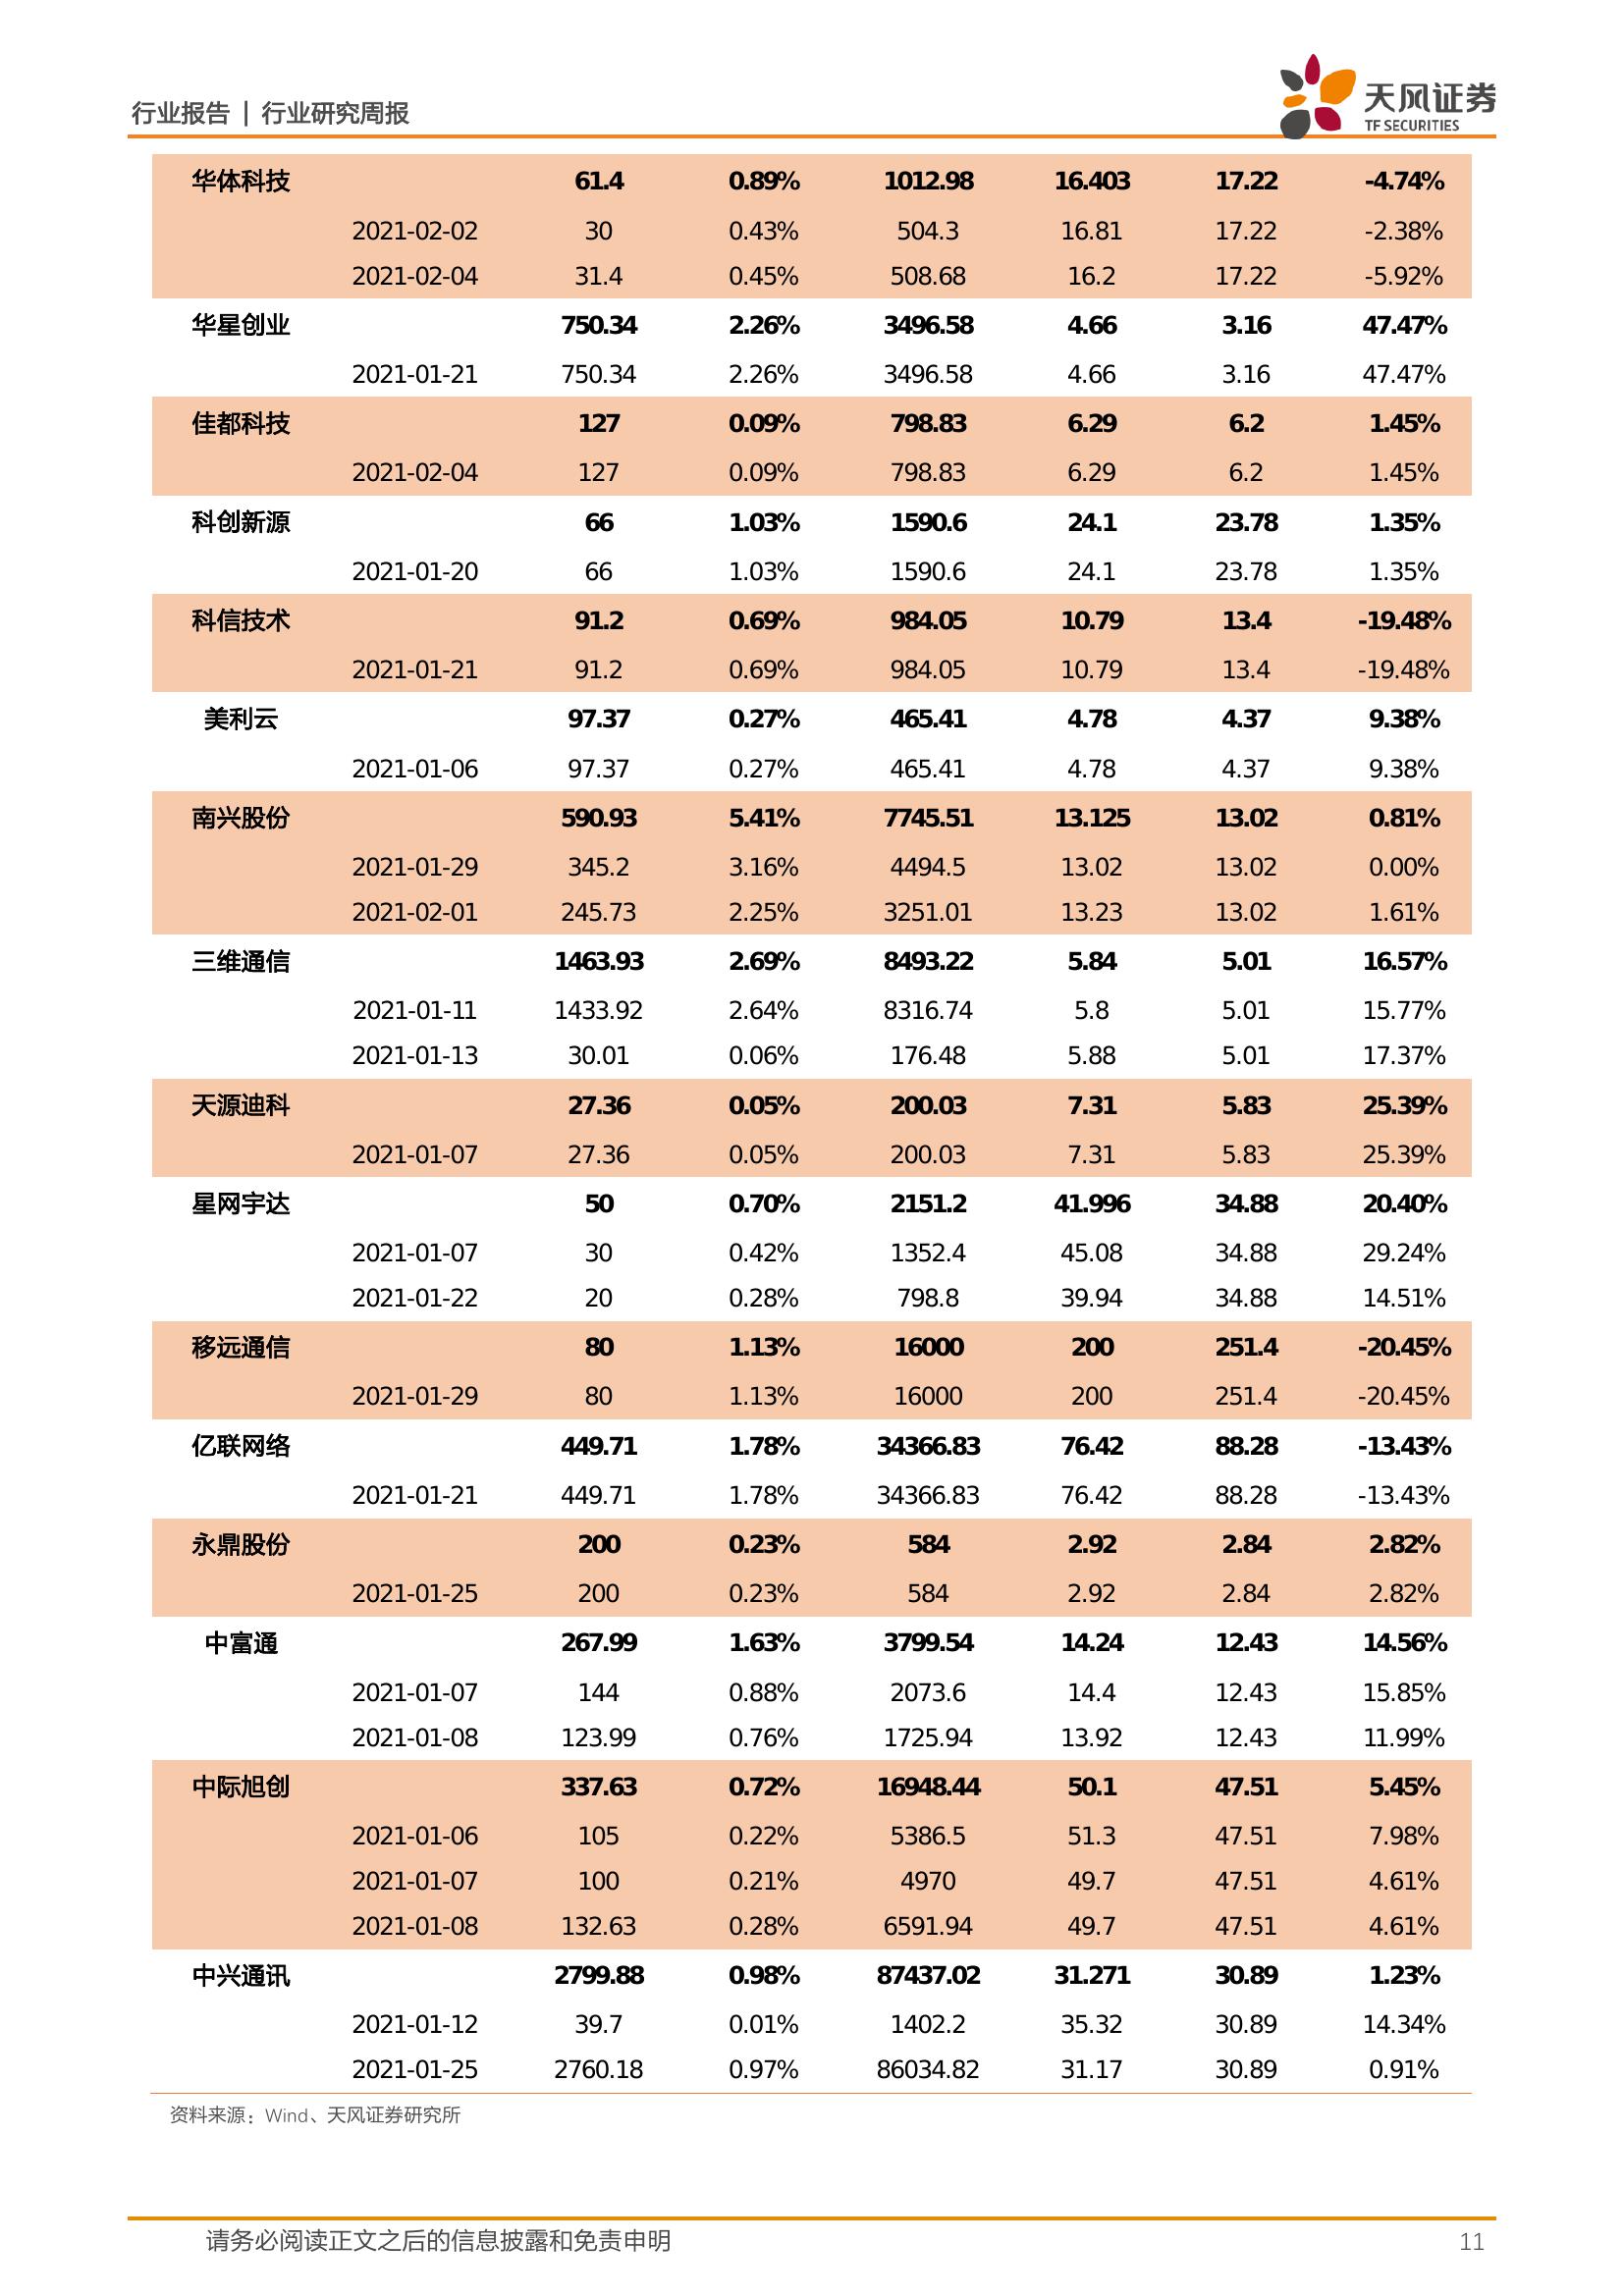 行业报告 | 行业研究周报
天风证券
TF SECURITIES
华体科技 61.4 0.89% 1012.98 16.403 17.22 -4.74%
2021-02-02 30 0.43% 504.3 16.81 17.22 -2.38%
2021-02-04 31.4 0.45% 508.68 16.2 17.22 -5.92%
华星创业 750.34 2.26% 3496.58 4.66 3.16 47.47%
2021-01-21 750.34 2.26% 3496.58 4.66 3.16 47.47%
佳都科技 127 0.09% 798.83 6.29 6.2 1.45%
2021-02-04 127 0.09% 798.83 6.29 6.2 1.45%
科创新源 66 1.03% 1590.6 24.1 23.78 1.35%
2021-01-20 66 1.03% 1590.6 24.1 23.78 1.35%
科信技术 91.2 0.69% 984.05 10.79 13.4 -19.48%
2021-01-21 91.2 0.69% 984.05 10.79 13.4 -19.48%
美利云 97.37 0.27% 465.41 4.78 4.37 9.38%
2021-01-06 97.37 0.27% 465.41 4.78 4.37 9.38%
南兴股份 590.93 5.41% 7745.51 13.125 13.02 0.81%
2021-01-29 345.2 3.16% 4494.5 13.02 13.02 0.00%
2021-02-01 245.73 2.25% 3251.01 13.23 13.02 1.61%
三维通信 1463.93 2.69% 8493.22 5.84 5.01 16.57%
2021-01-11 1433.92 2.64% 8316.74 5.8 5.01 15.77%
2021-01-13 30.01 0.06% 176.48 5.88 5.01 17.37%
天源迪科 27.36 0.05% 200.03 7.31 5.83 25.39%
2021-01-07 27.36 0.05% 200.03 7.31 5.83 25.39%
星网宇达 50 0.70% 2151.2 41.996 34.88 20.40%
2021-01-07 30 0.42% 1352.4 45.08 34.88 29.24%
2021-01-22 20 0.28% 798.8 39.94 34.88 14.51%
移远通信 80 1.13% 16000 200 251.4 -20.45%
2021-01-29 80 1.13% 16000 200 251.4 -20.45%
亿联网络 449.71 1.78% 34366.83 76.42 88.28 -13.43%
2021-01-21 449.71 1.78% 34366.83 76.42 88.28 -13.43%
永鼎股份 200 0.23% 584 2.92 2.84 2.82%
2021-01-25 200 0.23% 584 2.92 2.84 2.82%
中富通 267.99 1.63% 3799.54 14.24 12.43 14.56%
2021-01-07 144 0.88% 2073.6 14.4 12.43 15.85%
2021-01-08 123.99 0.76% 1725.94 13.92 12.43 11.99%
中际旭创 337.63 0.72% 16948.44 50.1 47.51 5.45%
2021-01-06 105 0.22% 5386.5 51.3 47.51 7.98%
2021-01-07 100 0.21% 4970 49.7 47.51 4.61%
2021-01-08 132.63 0.28% 6591.94 49.7 47.51 4.61%
中兴通讯 2799.88 0.98% 87437.02 31.271 30.89 1.23%
2021-01-12 39.7 0.01% 1402.2 35.32 30.89 14.34%
2021-01-25 2760.18 0.97% 86034.82 31.17 30.89 0.91%
资料来源：Wind、天风证券研究所
请务必阅读正文之后的信息披露和免责申明 11